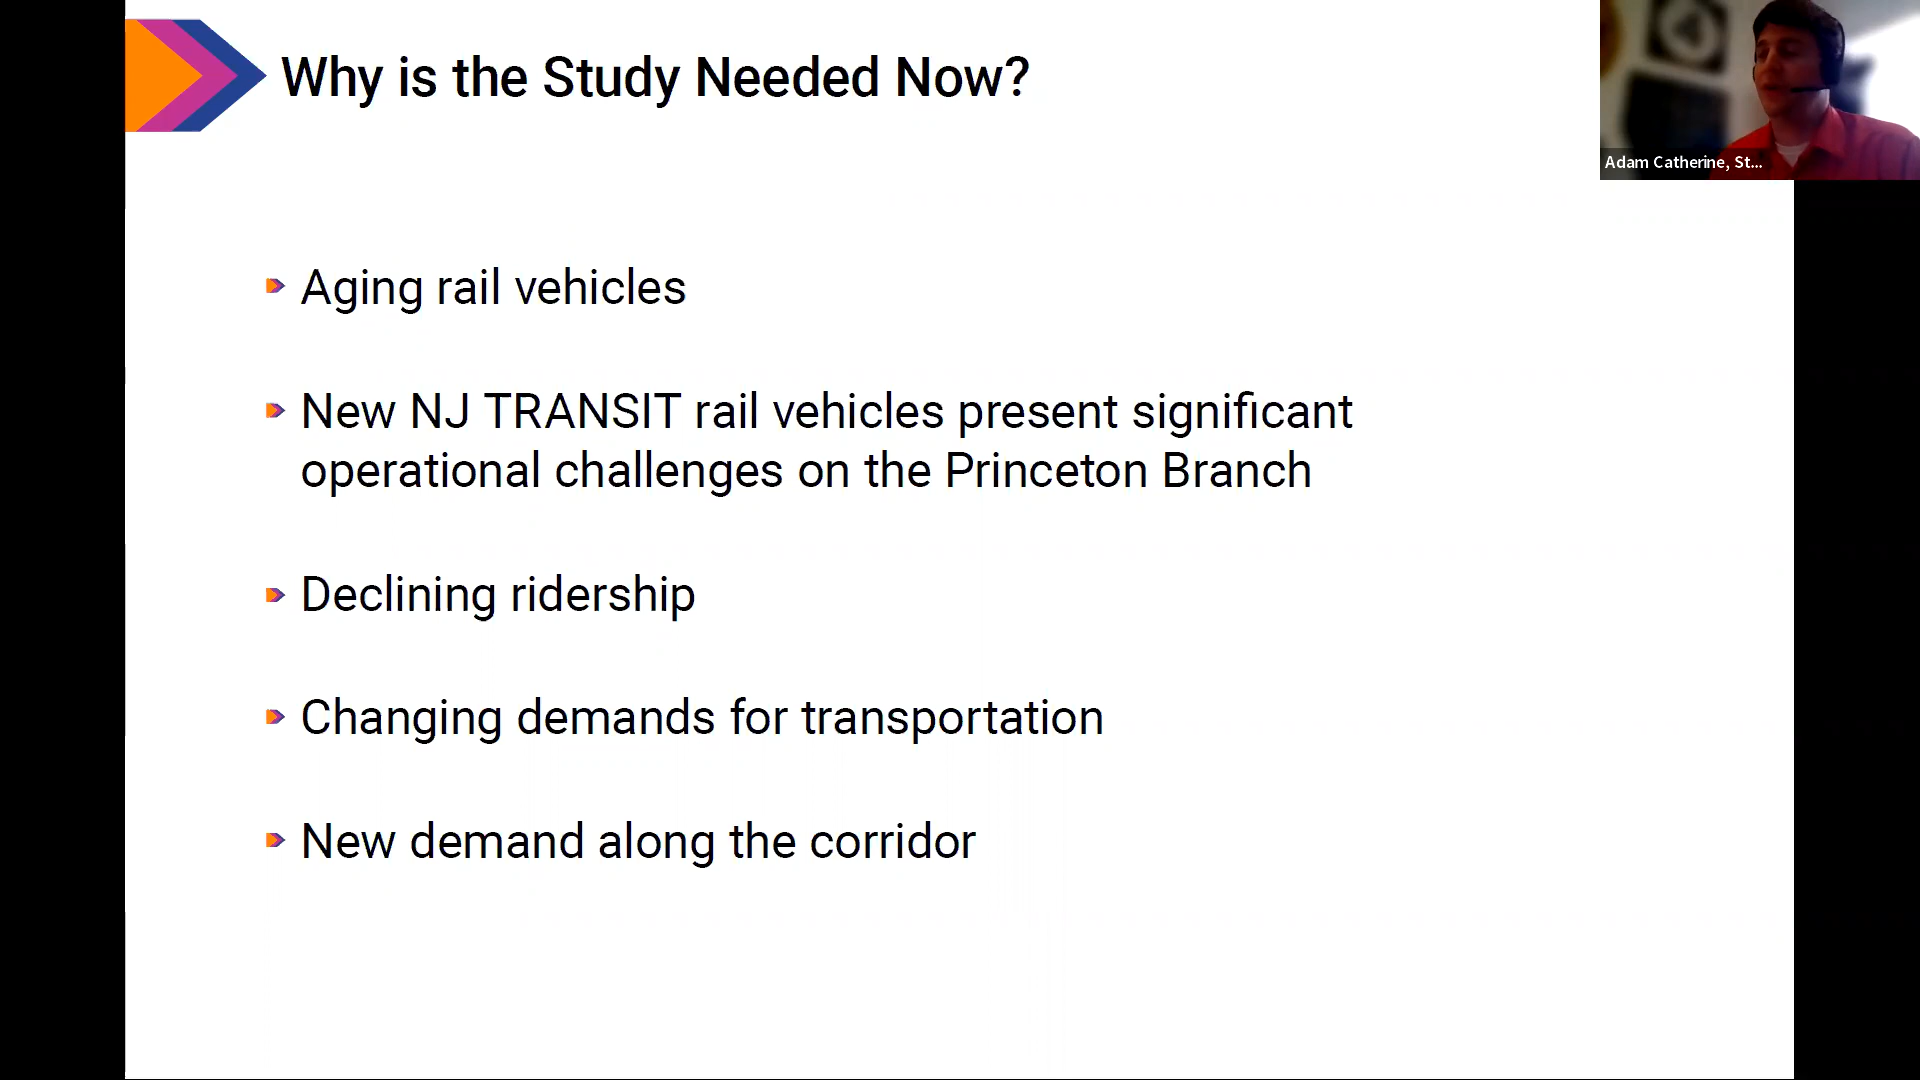 Why is the Study Needed Now?
Adam Catherine, St...
Aging rail vehicles
New NJ TRANSIT rail vehicles present significant
operational challenges on the Princeton Branch
Declining ridership
Changing demands for transportation
New demand along the corridor